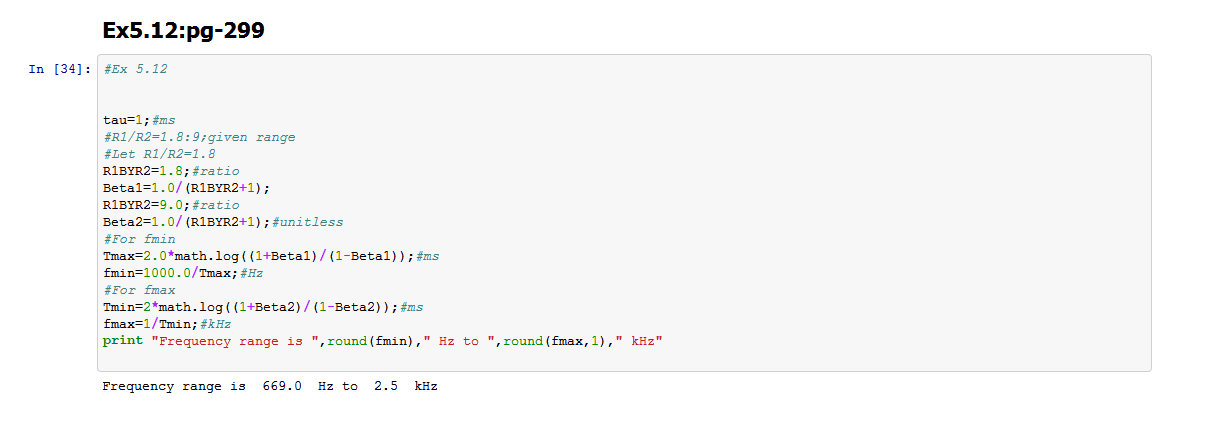 Ex5.12:pg-299
In [34]: #Ex 5.12
tau=1;#ms
#R1/R2=1.8:9;given range
#Let R1/R2=1.8
R1BYR2=1.8;#ratio
Beta1=1.0/(R1BYR2+1);
R1BYR2=9.0;#ratio
Beta2=1.0/(R1BYR2+1);#unitless
#For fmin
Tmax=2.0*math.log((1+Beta1)/(1-Beta1));#ms
fmin=1000.0/Tmax;#Hz
#For fmax
Tmin=2*math.log((1+Beta2)/(1-Beta2));#ms
fmax=1/Tmin;#kHz
print "Frequency range is ",round(fmin)," Hz to ",round(fmax,1)," kHz"
Frequency range is  669.0  Hz to  2.5  kHz